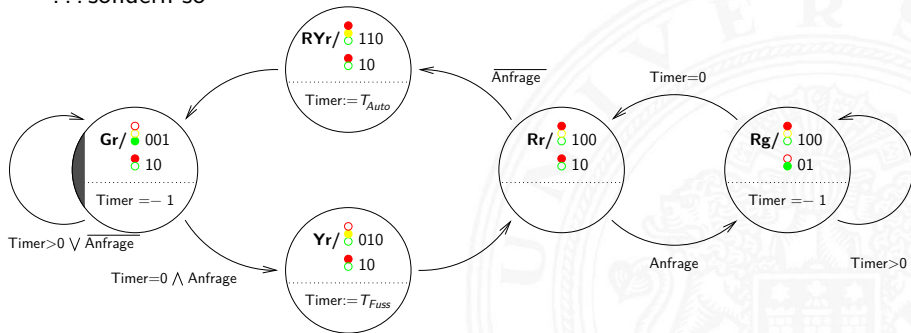 ... sondern so
RYr/ 110
10
Timer:= T_Auto
Anfrage
Timer=0
Gr/ 001
10
Timer =– 1
Rr/ 100
10
Rg/ 100
01
Timer =– 1
Timer>0 ⋁ Anfrage
Timer=0 ⋀ Anfrage
Yr/ 010
10
Timer:= T_Fuss
Anfrage
Timer>0
UNIVERS